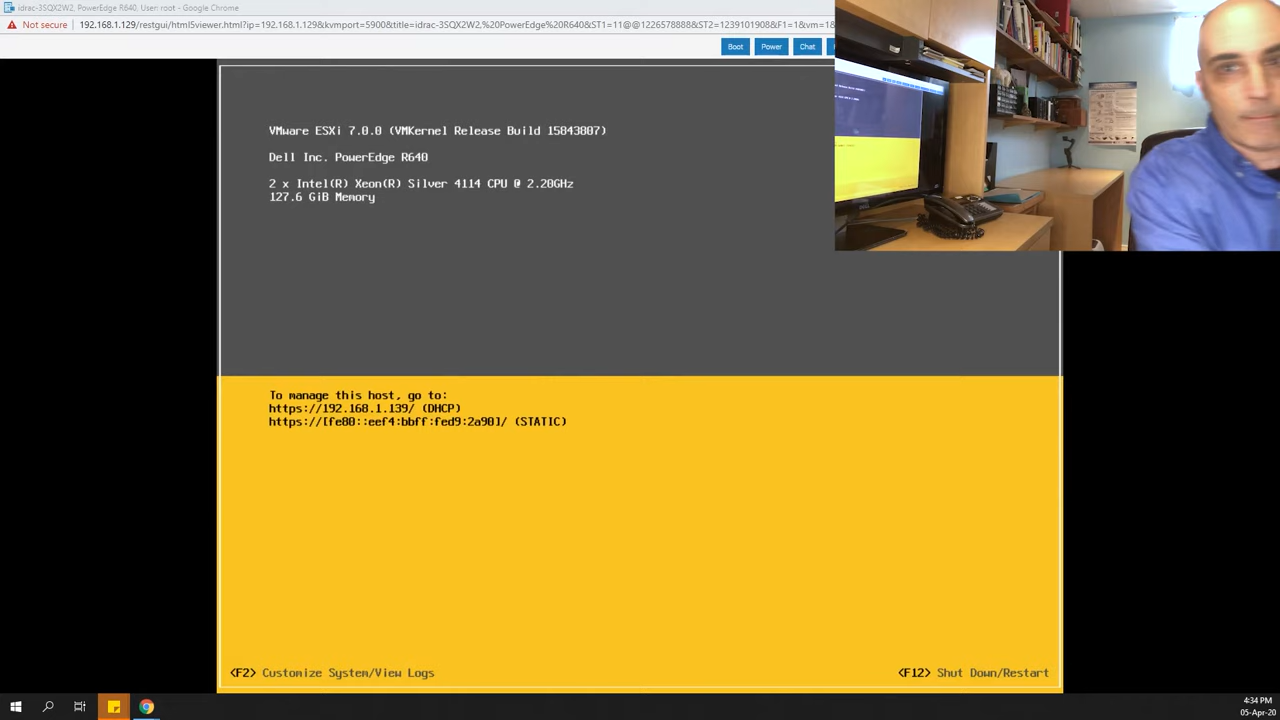 idrac-3SQX2W2, PowerEdge R640, User: root - Google Chrome
Not secure
192.168.1.129/restgui/html5viewer.html?ip=192.168.1.129&kvmport=5900&title=idrac-3SQX2W2,%20PowerEdge%20R640&ST1=11@@1226578888&ST2=1239101908&F1=1&vm=1&
Boot Power Chat
VMware ESXi 7.0.0 (VMKernel Release Build 15843807)
Dell Inc. PowerEdge R640
2 x Intel(R) Xeon(R) Silver 4114 CPU @ 2.20GHz
127.6 GiB Memory
To manage this host, go to:
https://192.168.1.139/ (DHCP)
https://[fe80::eef4:bbff:fed9:2a90]/ (STATIC)
<F2> Customize System/View Logs
<F12> Shut Down/Restart
4:34 PM
05-Apr-20